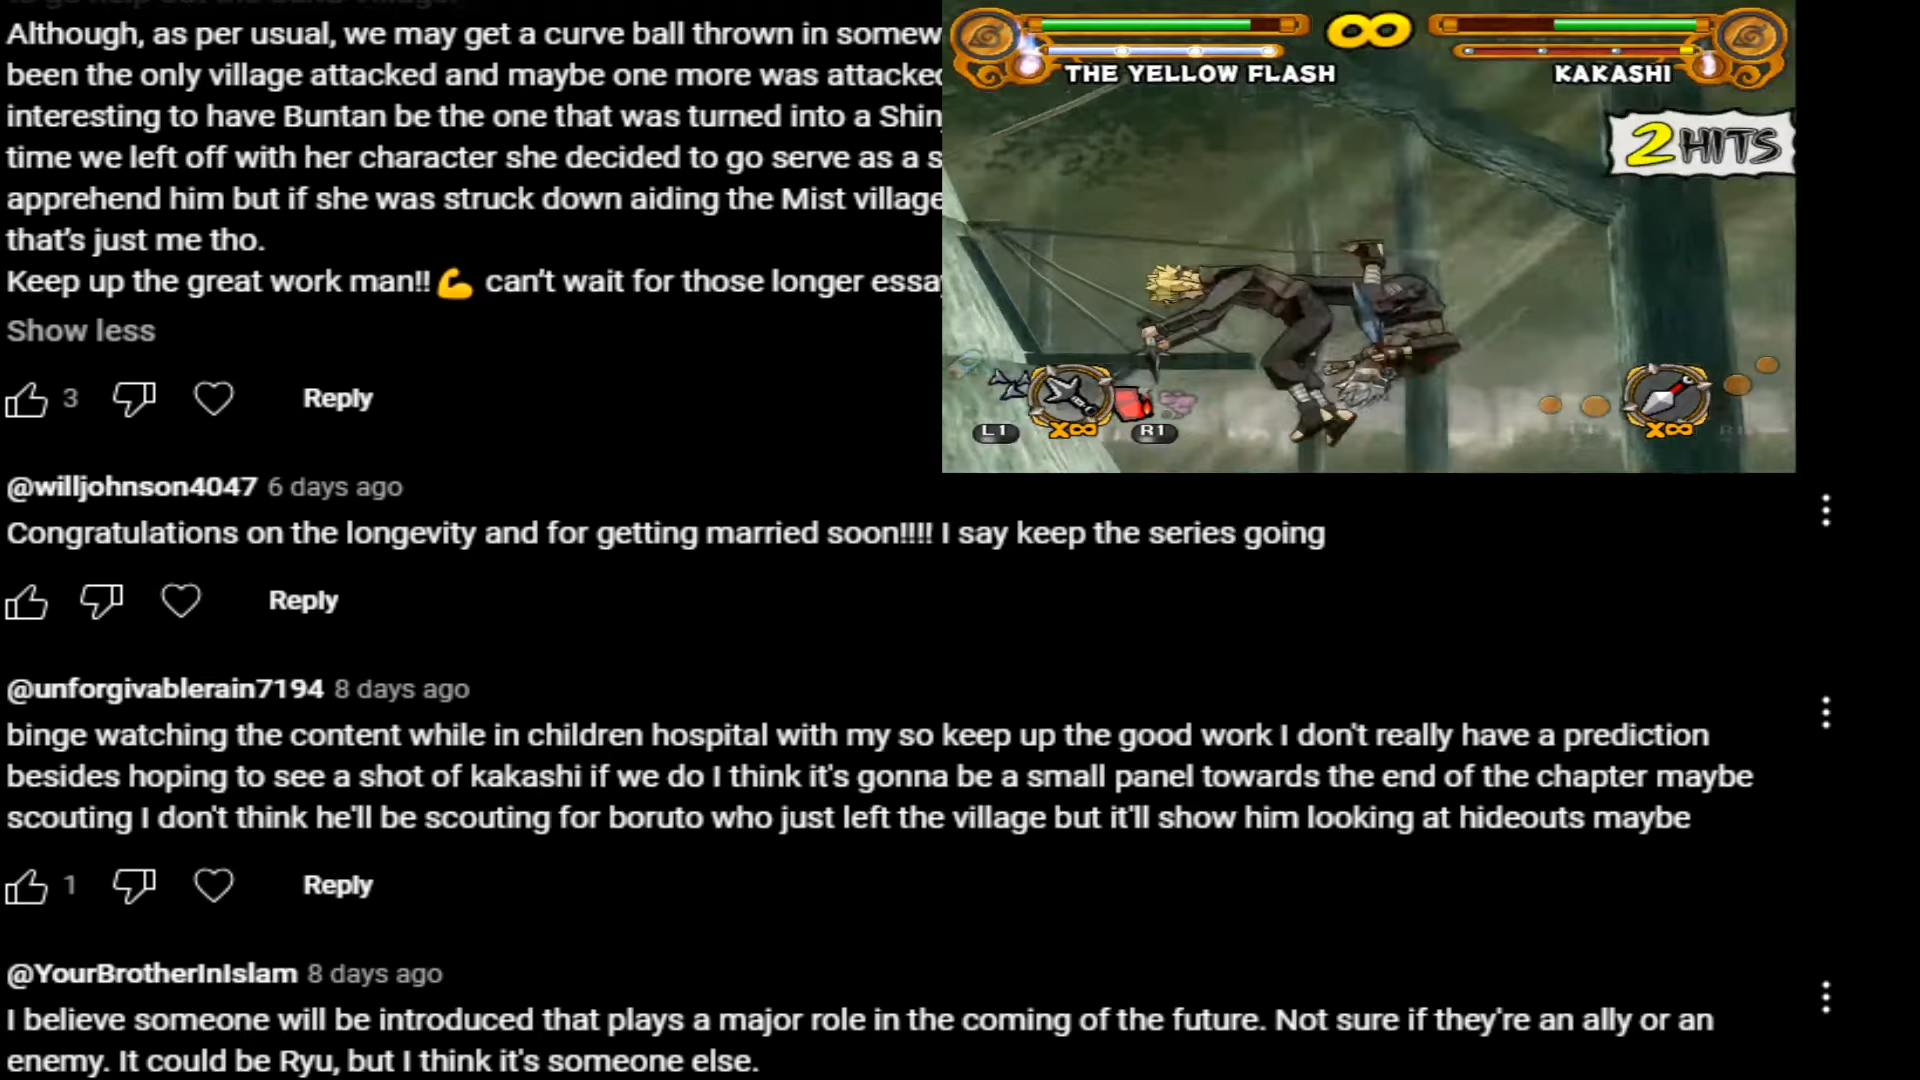 Although, as per usual, we may get a curve ball thrown in somew
been the only village attacked and maybe one more was attacked
interesting to have Buntan be the one that was turned into a Shin
time we left off with her character she decided to go serve as a s
apprehend him but if she was struck down aiding the Mist village
that's just me tho.
Keep up the great work man!!💪 can't wait for those longer essay
Show less
3
Reply
THE YELLOW FLASH
KAKASHI
2 HITS
L1
X∞
R1
X∞
@willjohnson4047 6 days ago
Congratulations on the longevity and for getting married soon!!!! I say keep the series going
Reply
@unforgivablerain7194 8 days ago
binge watching the content while in children hospital with my so keep up the good work I don't really have a prediction
besides hoping to see a shot of kakashi if we do I think it's gonna be a small panel towards the end of the chapter maybe
scouting I don't think he'll be scouting for boruto who just left the village but it'll show him looking at hideouts maybe
1
Reply
@YourBrotherInIslam 8 days ago
I believe someone will be introduced that plays a major role in the coming of the future. Not sure if they're an ally or an
enemy. It could be Ryu, but I think it's someone else.